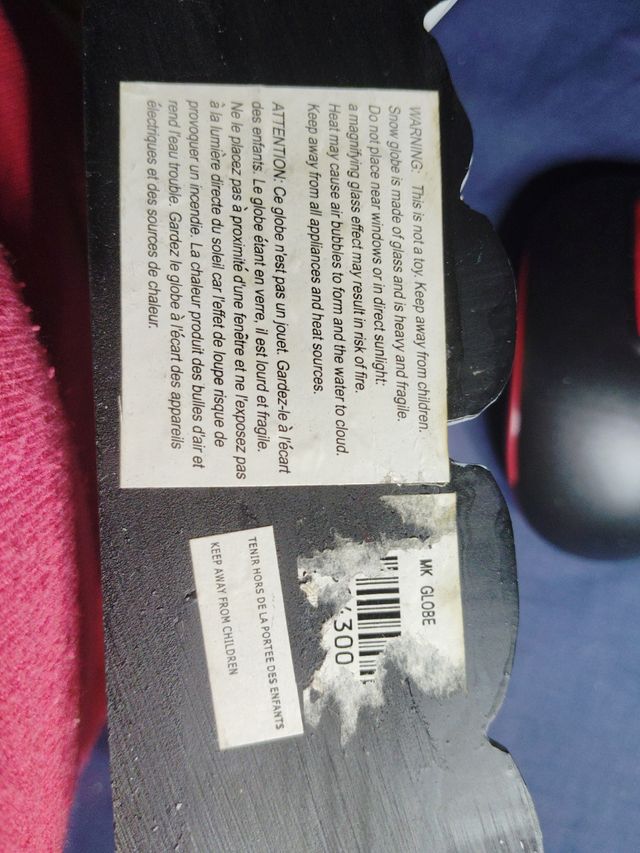 WARNING: This is not a toy. Keep away from children.
Snow globe is made of glass and is heavy and fragile.
Do not place near windows or in direct sunlight:
a magnifying glass effect may result in risk of fire.
Heat may cause air bubbles to form and the water to cloud.
Keep away from all appliances and heat sources.
ATTENTION: Ce globe n'est pas un jouet. Gardez-le à l'écart
des enfants. Le globe étant en verre, il est lourd et fragile.
Ne le placez pas à proximité d'une fenêtre et ne l'exposez pas
à la lumière directe du soleil car l'effet de loupe risque de
provoquer un incendie. La chaleur produit des bulles d'air et
rend l'eau trouble. Gardez le globe à l'écart des appareils
électriques et des sources de chaleur.
MK GLOBE
300
TENIR HORS DE LA PORTEE DES ENFANTS
KEEP AWAY FROM CHILDREN